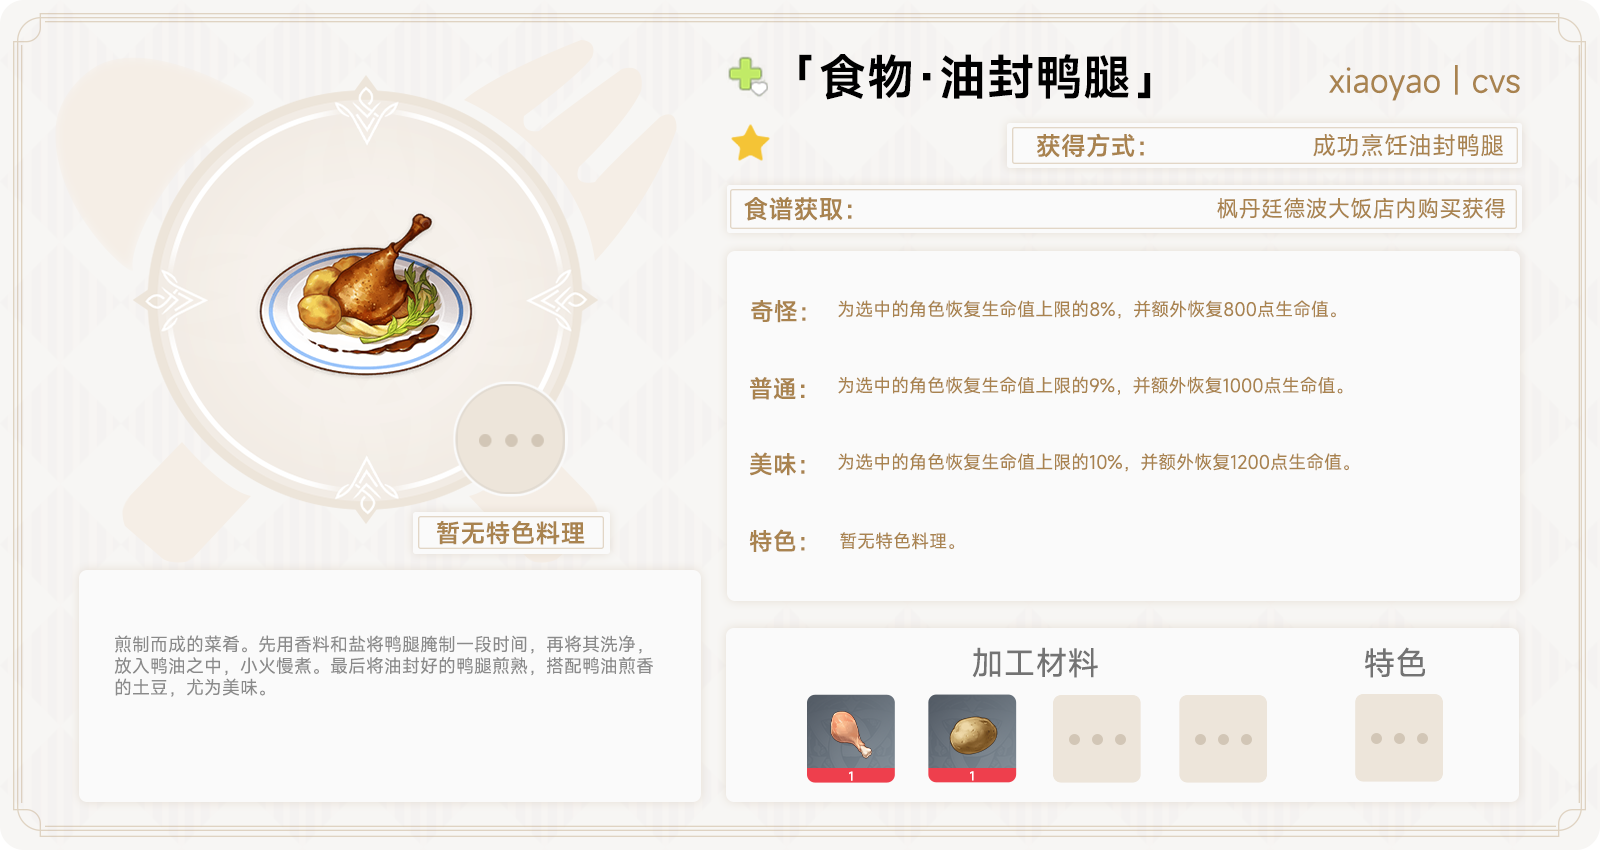 「食物·油封鸭腿」
xiaoyao | cvs
获得方式：
成功烹饪油封鸭腿
食谱获取：
枫丹廷德波大饭店内购买获得
奇怪：
为选中的角色恢复生命值上限的8%，并额外恢复800点生命值。
普通：
为选中的角色恢复生命值上限的9%，并额外恢复1000点生命值。
美味：
为选中的角色恢复生命值上限的10%，并额外恢复1200点生命值。
特色：
暂无特色料理。
暂无特色料理
煎制而成的菜肴。先用香料和盐将鸭腿腌制一段时间，再将其洗净，
放入鸭油之中，小火慢煮。最后将油封好的鸭腿煎熟，搭配鸭油煎香
的土豆，尤为美味。
加工材料
特色
1
1